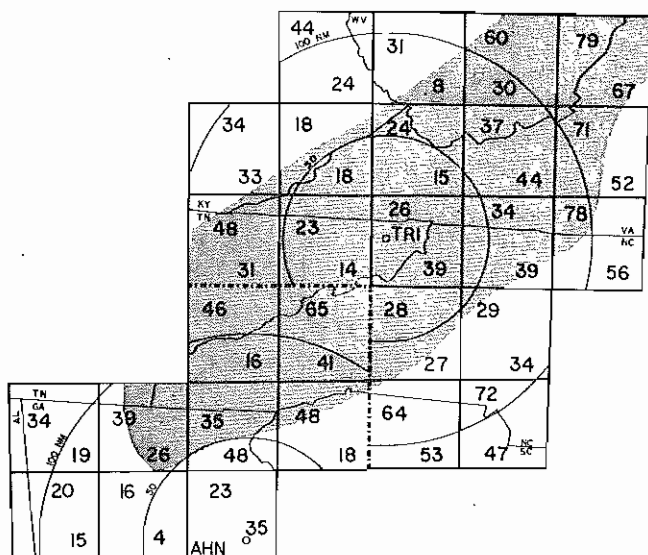 44 WV 60 79
100 NM 31
24 8 30 67
34 18 24 37 71
50
33 18 15 44 52
KY
TN 48 23 26 34 78 VA
NC
TRI
31 14 39 39 56
46 65 28 29
16 41 27 34
TN
GA
AL 34 39 35 48 64 72
100 NM 19 26 48 18 53 47 NC
SC
20 16 50 23
15 4 AHN 35